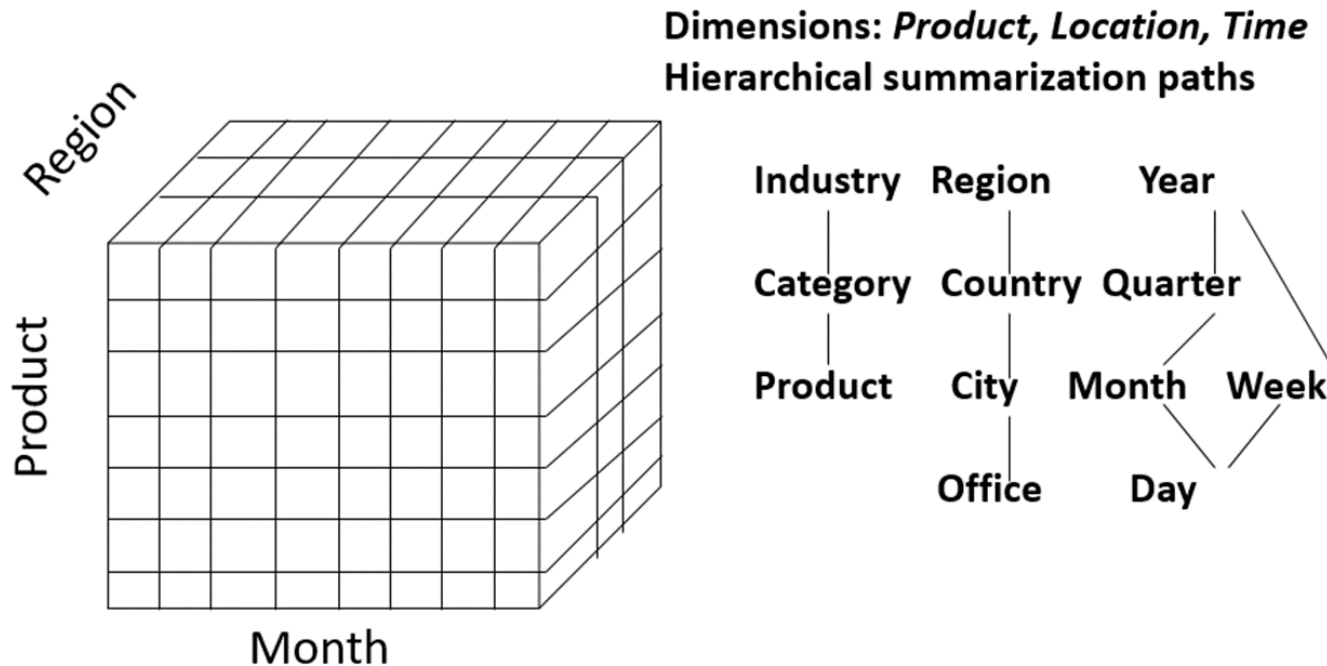 Dimensions: Product, Location, Time
Hierarchical summarization paths
Region
Product
Month
Industry Region Year
Category Country Quarter
Product City Month Week
Office Day